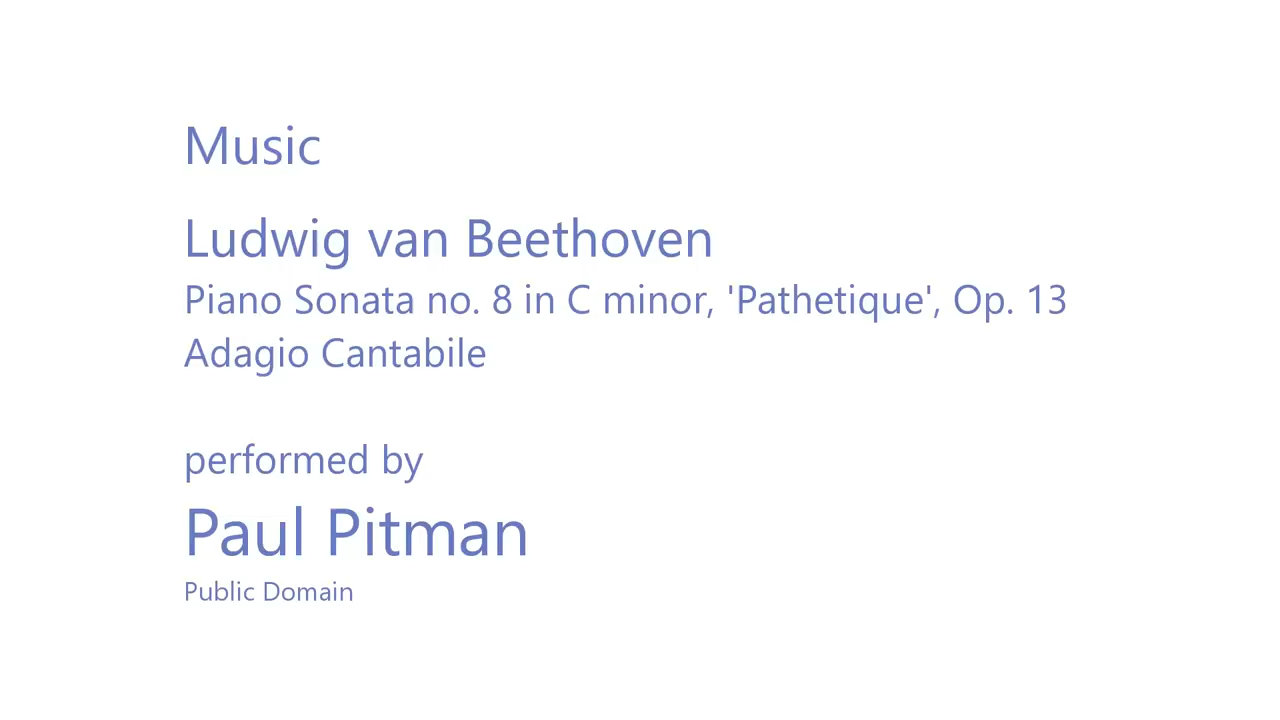 Music
Ludwig van Beethoven
Piano Sonata no. 8 in C minor, 'Pathetique', Op. 13
Adagio Cantabile
performed by
Paul Pitman
Public Domain